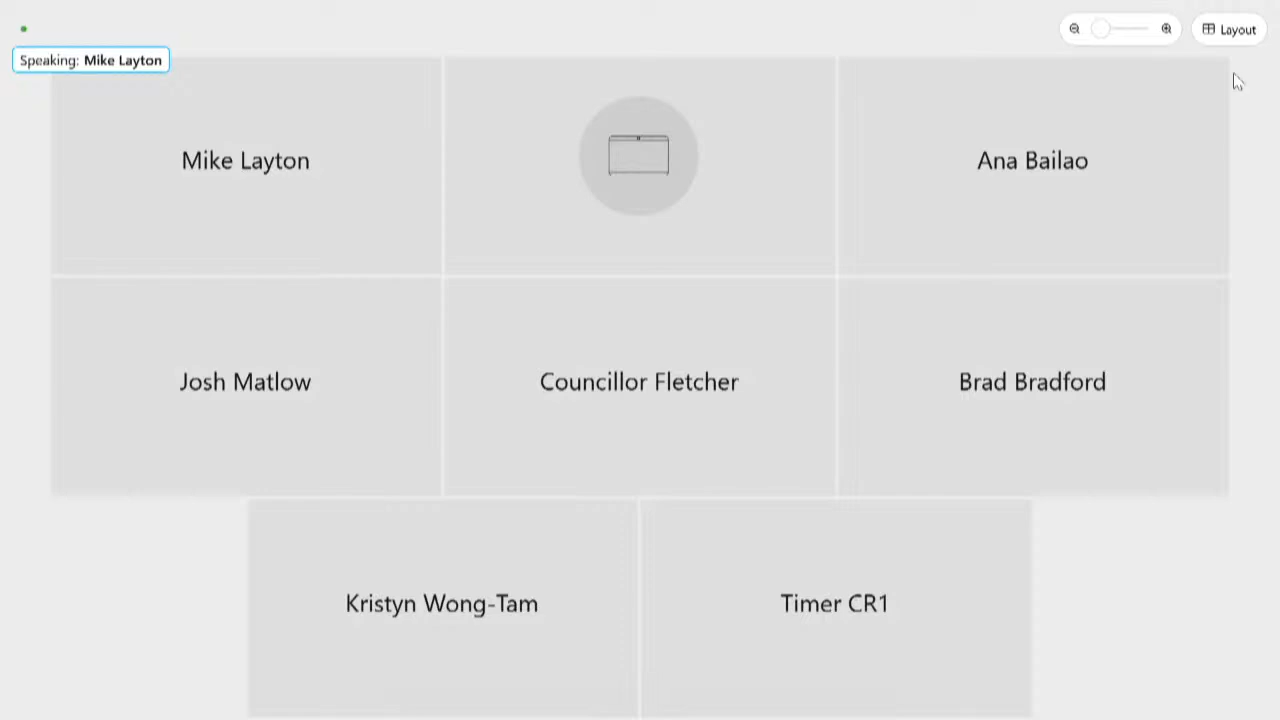 Layout
Speaking: Mike Layton
Mike Layton
Ana Bailao
Josh Matlow
Councillor Fletcher
Brad Bradford
Kristyn Wong-Tam
Timer CR1